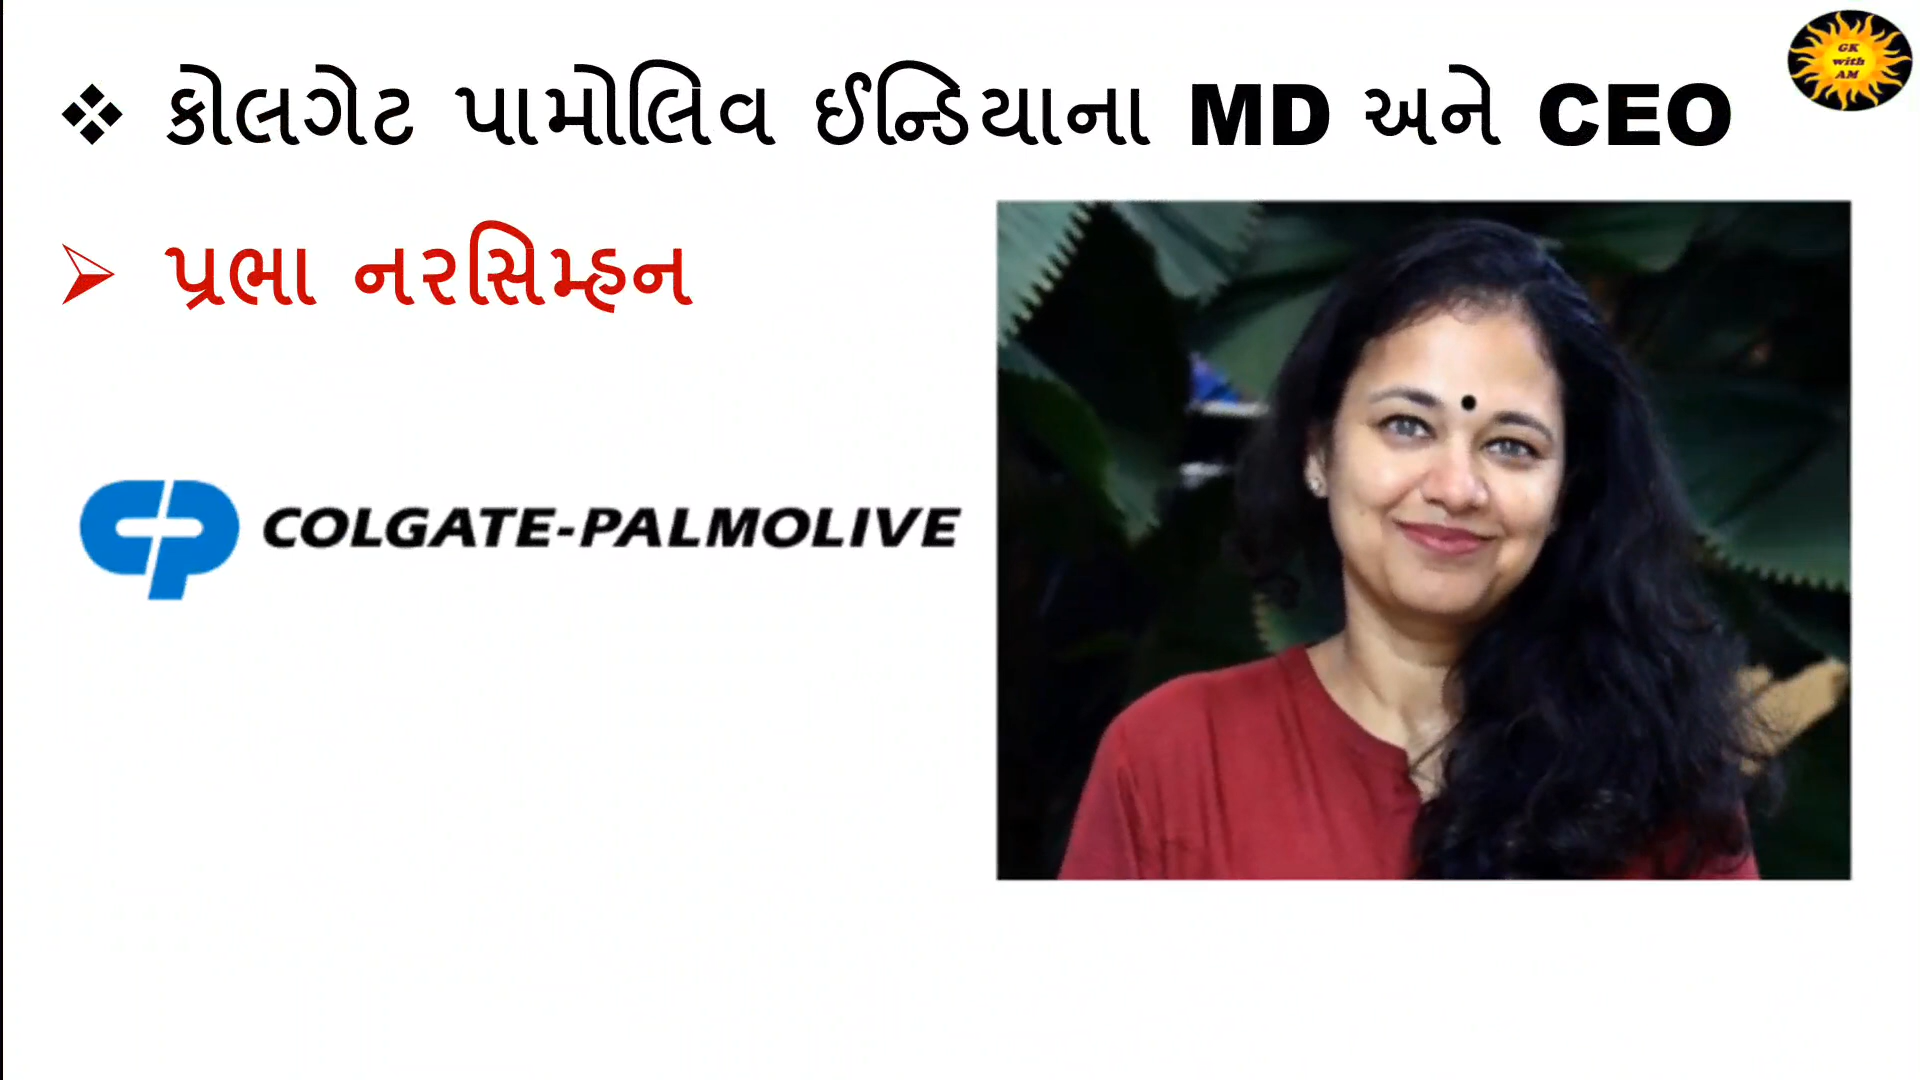 ❖ કોલગેટ પામોલિવ ઈન્ડિયાના MD અને CEO
➢ પ્રભા નરસિમ્હન
COLGATE-PALMOLIVE
GK
with
AM